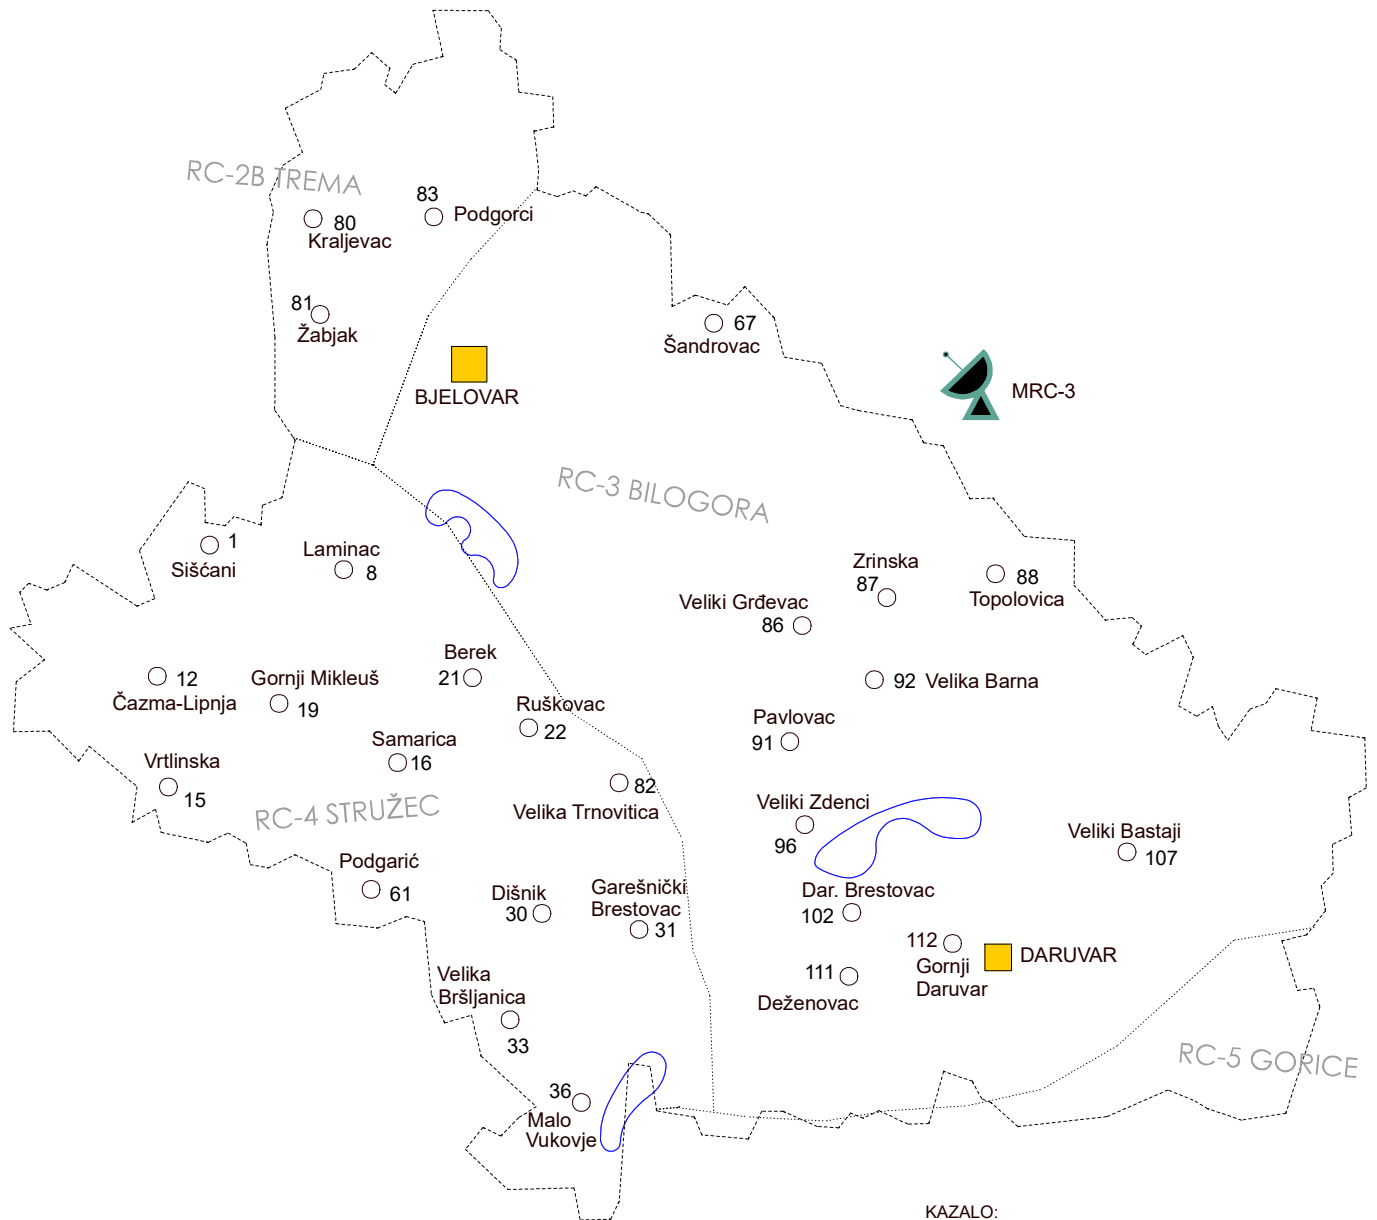 RC-2B TREMA
83
Podgorci
80
Kraljevac
81
Žabjak
67
Šandrovac
BJELOVAR
MRC-3
RC-3 BILOGORA
1
Sišćani
Laminac
8
Zrinska
87
88
Topolovica
Veliki Grđevac
86
Berek
21
12
Čazma-Lipnja
Gornji Mikleuš
19
92 Velika Barna
Ruškovac
22
Pavlovac
91
Samarica
16
Vrtlinska
15
82
Velika Trnovitica
RC-4 STRUŽEC
Veliki Zdenci
96
Veliki Bastaji
107
Podgarić
61
Dišnik
30
Garešnički
Brestovac
31
Dar. Brestovac
102
112
Gornji
Daruvar
DARUVAR
111
Deženovac
Velika
Bršljanica
33
RC-5 GORICE
36
Malo
Vukovje
KAZALO: